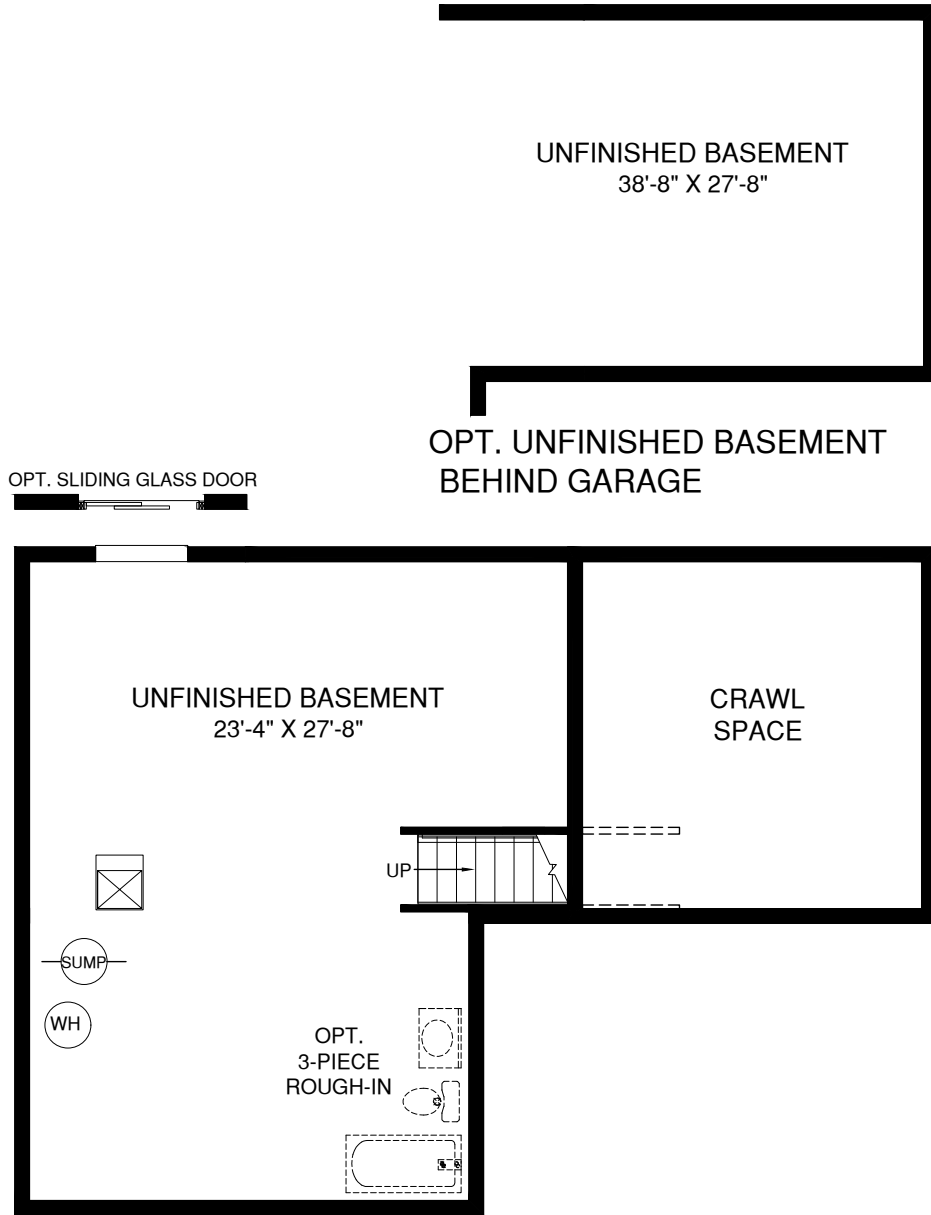 UNFINISHED BASEMENT
38'-8" X 27'-8"
OPT. UNFINISHED BASEMENT
BEHIND GARAGE
OPT. SLIDING GLASS DOOR
UNFINISHED BASEMENT
23'-4" X 27'-8"
CRAWL
SPACE
UP
SUMP
WH
OPT.
3-PIECE
ROUGH-IN